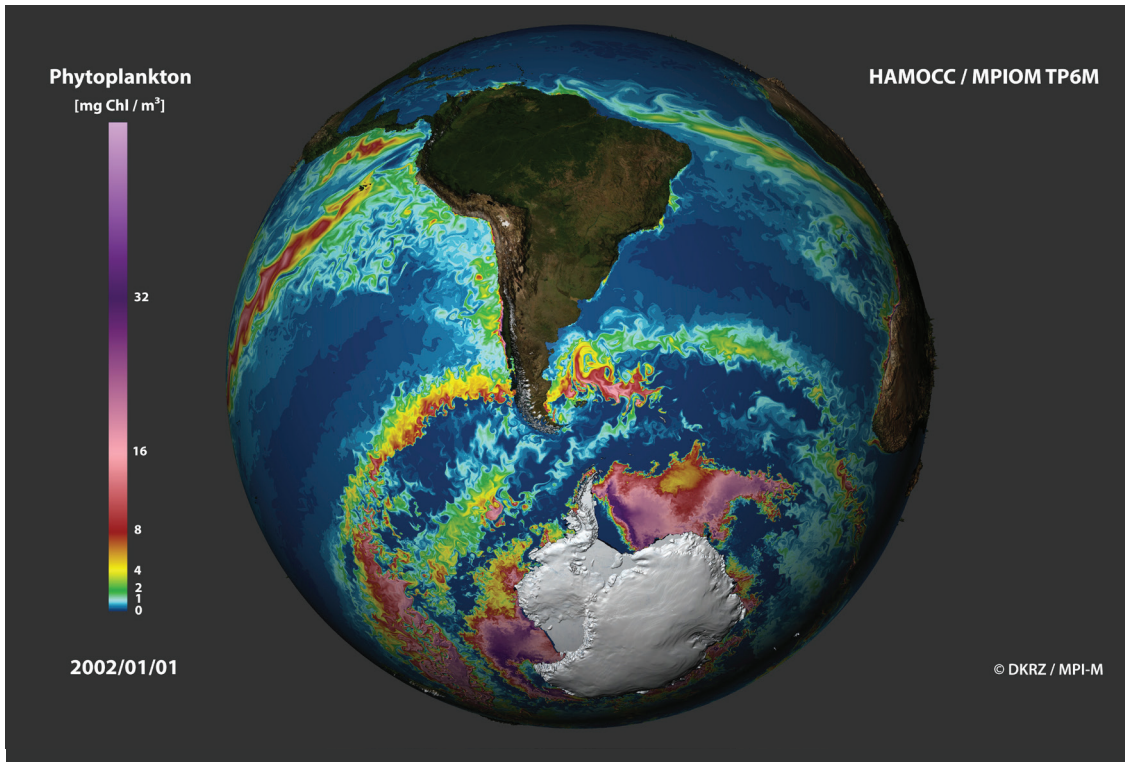 Phytoplankton
[mg Chl / m³]
32
16
8
4
2
1
0
2002/01/01
HAMOCC / MPIOM TP6M
© DKRZ / MPI-M